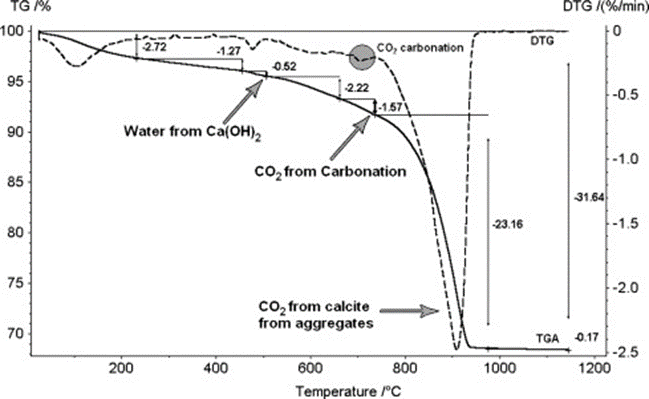 TG /%
DTG /(%/min)
100
0
DTG
-2.72
-1.27
CO2 carbonation
-0.52
95
-2.22
-0.5
-1.57
Water from Ca(OH)2
90
CO2 from Carbonation
-1.0
85
-31.64
-23.16
-1.5
80
75
-2.0
CO2 from calcite
from aggregates
70
TGA
-0.17
-2.5
200
400
600
800
1000
1200
Temperature /°C